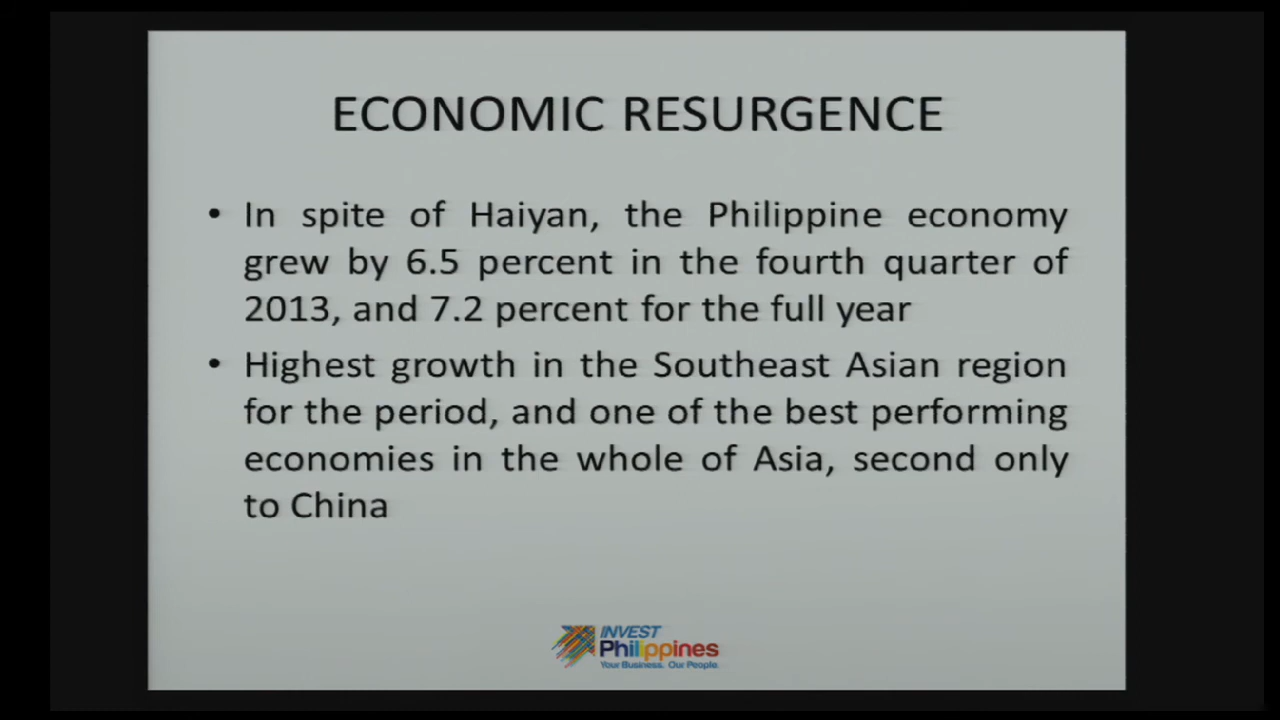 ECONOMIC RESURGENCE
• In spite of Haiyan, the Philippine economy
grew by 6.5 percent in the fourth quarter of
2013, and 7.2 percent for the full year
• Highest growth in the Southeast Asian region
for the period, and one of the best performing
economies in the whole of Asia, second only
to China
INVEST
Philippines
Your Business. Our People.